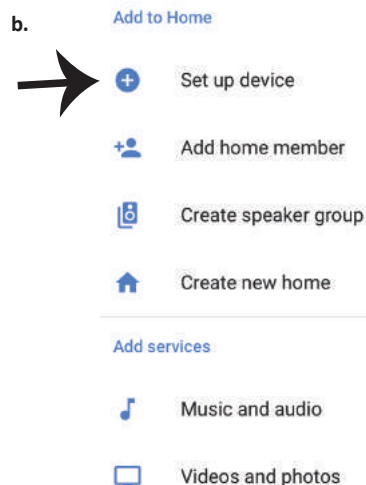 b.
Add to Home
Set up device
Add home member
Create speaker group
Create new home
Add services
Music and audio
Videos and photos